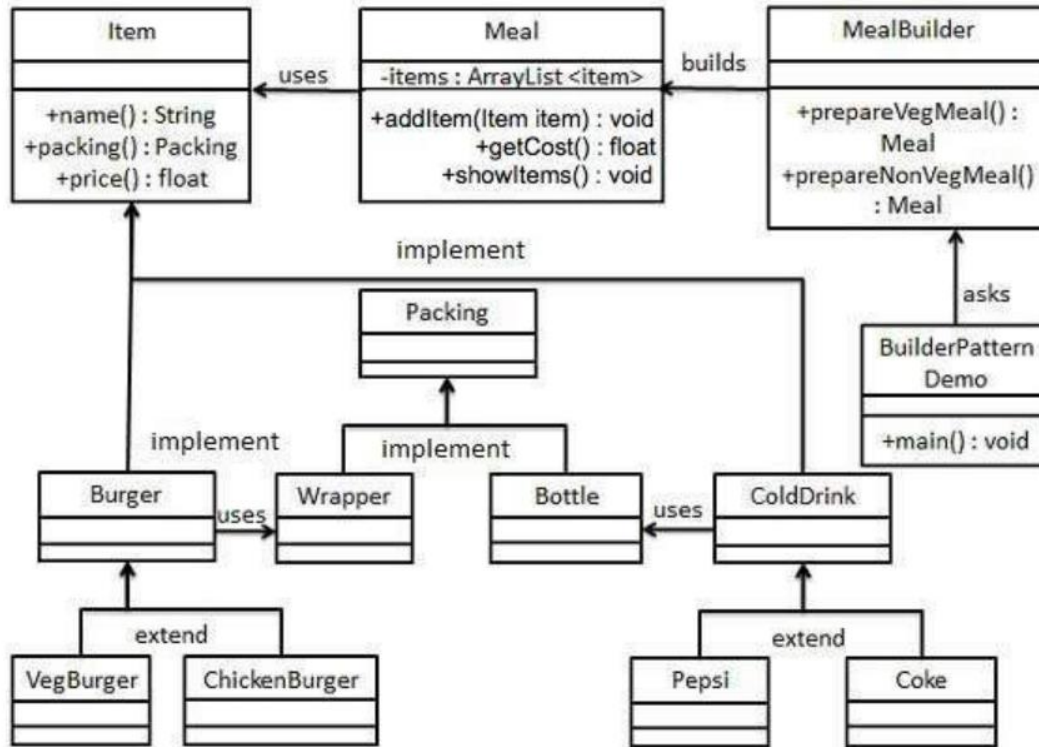 Item
+name() : String
+packing() : Packing
+price() : float
uses
Meal
-items : ArrayList <item>
+addItem(Item item) : void
+getCost() : float
+showItems() : void
builds
MealBuilder
+prepareVegMeal() :
Meal
+prepareNonVegMeal()
: Meal
implement
asks
Packing
BuilderPattern
Demo
+main() : void
implement
implement
Burger
uses
Wrapper
Bottle
uses
ColdDrink
extend
extend
VegBurger
ChickenBurger
Pepsi
Coke